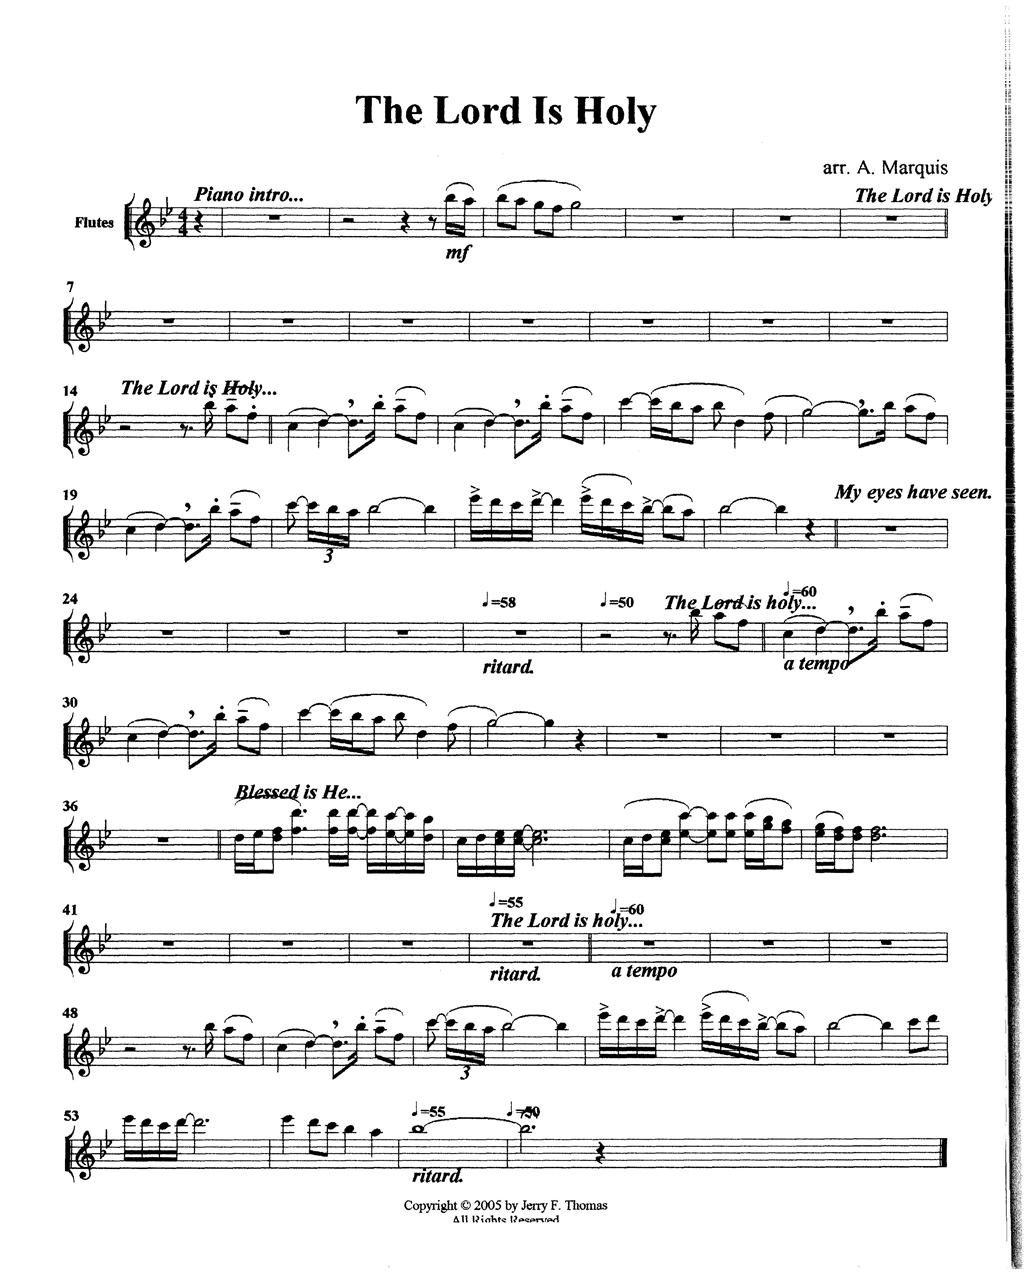 The Lord Is Holy
arr. A. Marquis
Piano intro...
The Lord is Holy
Flutes
4
4
mf
7
14
The Lord is Holy...
19
My eyes have seen.
3
24
♩=58
♩=50
The Lord is holy...
♩=60
ritard.
a tempo
30
36
Blessed is He...
41
♩=55
The Lord is holy...
♩=60
ritard.
a tempo
48
3
53
♩=55
♩=50
ritard.
Copyright © 2005 by Jerry F. Thomas
All Rights Reserved